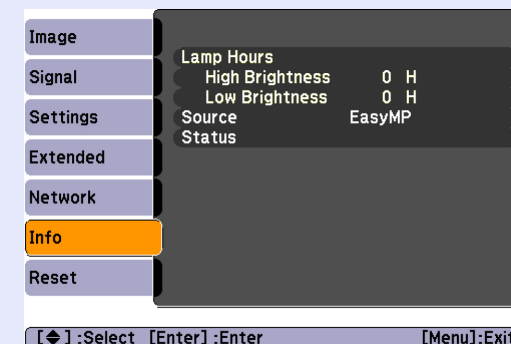 Image
Signal
Settings
Extended
Network
Info
Reset
Lamp Hours
High Brightness 0 H
Low Brightness 0 H
Source EasyMP
Status
[◆] :Select [Enter] :Enter [Menu]:Exit